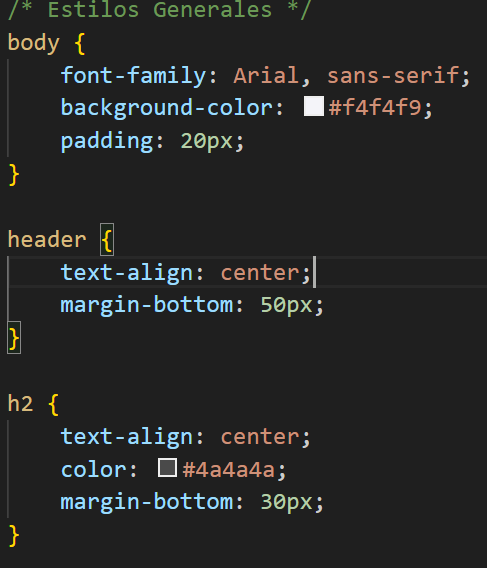 /* Estilos Generales */
body {
    font-family: Arial, sans-serif;
    background-color: #f4f4f9;
    padding: 20px;
}

header {
    text-align: center;
    margin-bottom: 50px;
}

h2 {
    text-align: center;
    color: #4a4a4a;
    margin-bottom: 30px;
}